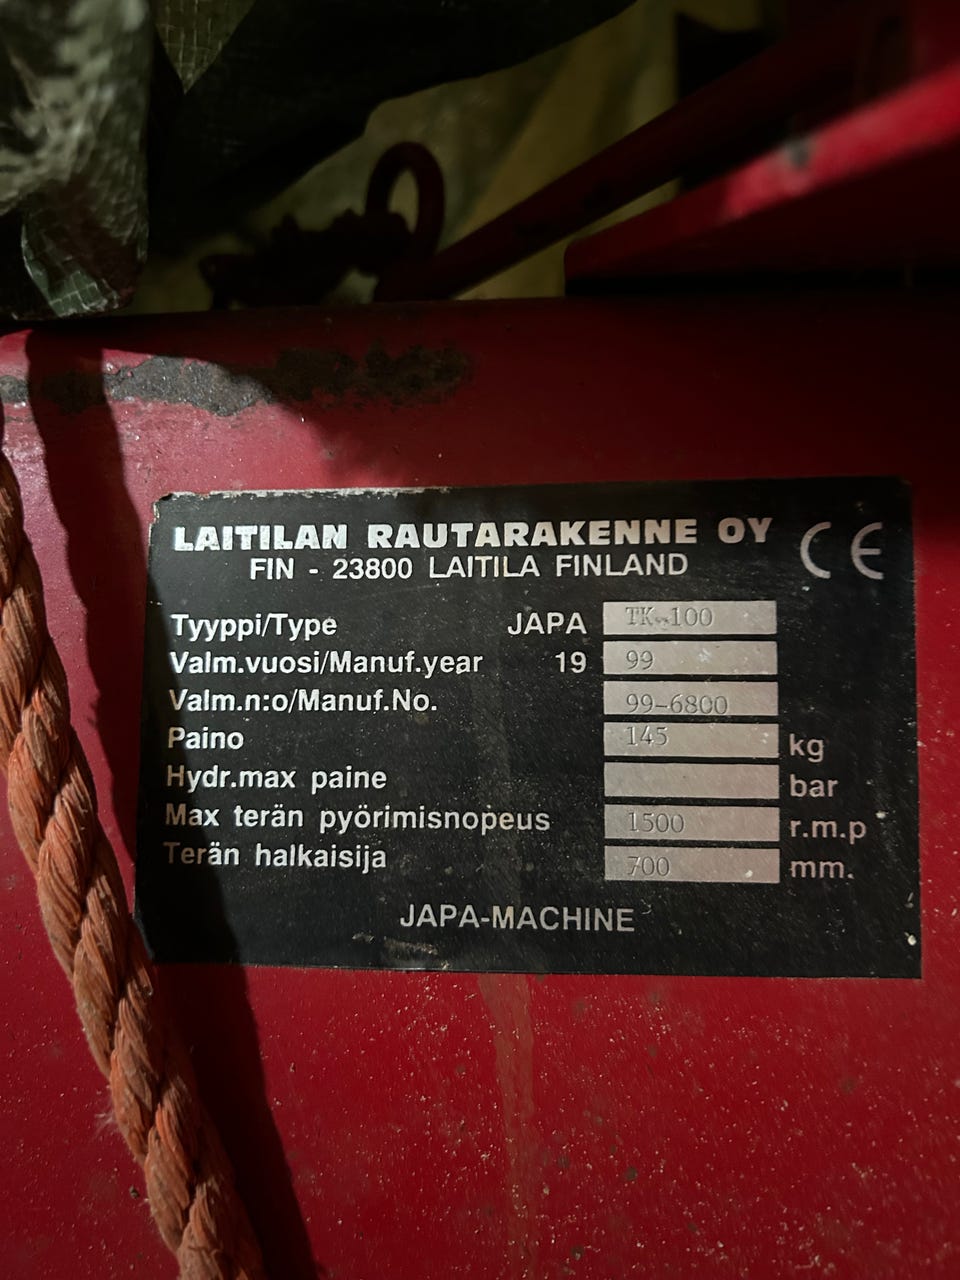 LAITILAN RAUTARAKENNE OY CE
FIN - 23800 LAITILA FINLAND
Tyyppi/Type JAPA TK-100
Valm.vuosi/Manuf.year 19 99
Valm.n:o/Manuf.No. 99-6800
Paino 145 kg
Hydr.max paine bar
Max terän pyörimisnopeus 1500 r.m.p
Terän halkaisija 700 mm.
JAPA-MACHINE